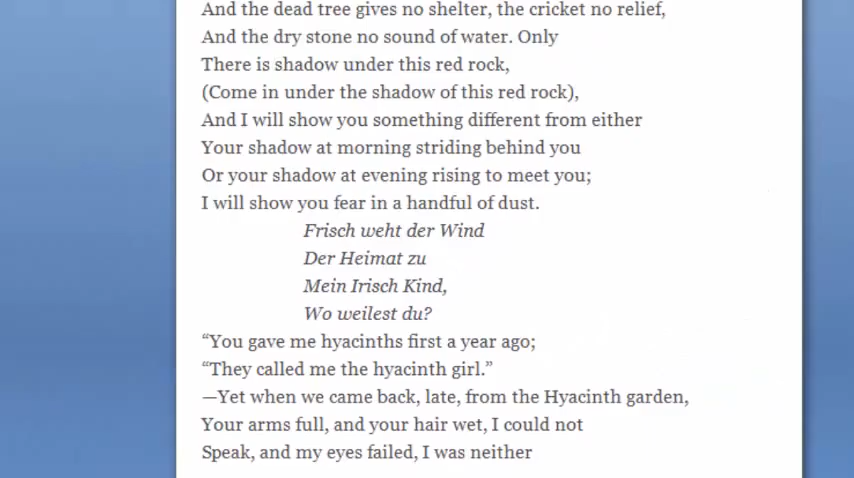 And the dead tree gives no shelter, the cricket no relief,
And the dry stone no sound of water. Only
There is shadow under this red rock,
(Come in under the shadow of this red rock),
And I will show you something different from either
Your shadow at morning striding behind you
Or your shadow at evening rising to meet you;
I will show you fear in a handful of dust.
Frisch weht der Wind
Der Heimat zu
Mein Irisch Kind,
Wo weilest du?
“You gave me hyacinths first a year ago;
“They called me the hyacinth girl.”
—Yet when we came back, late, from the Hyacinth garden,
Your arms full, and your hair wet, I could not
Speak, and my eyes failed, I was neither